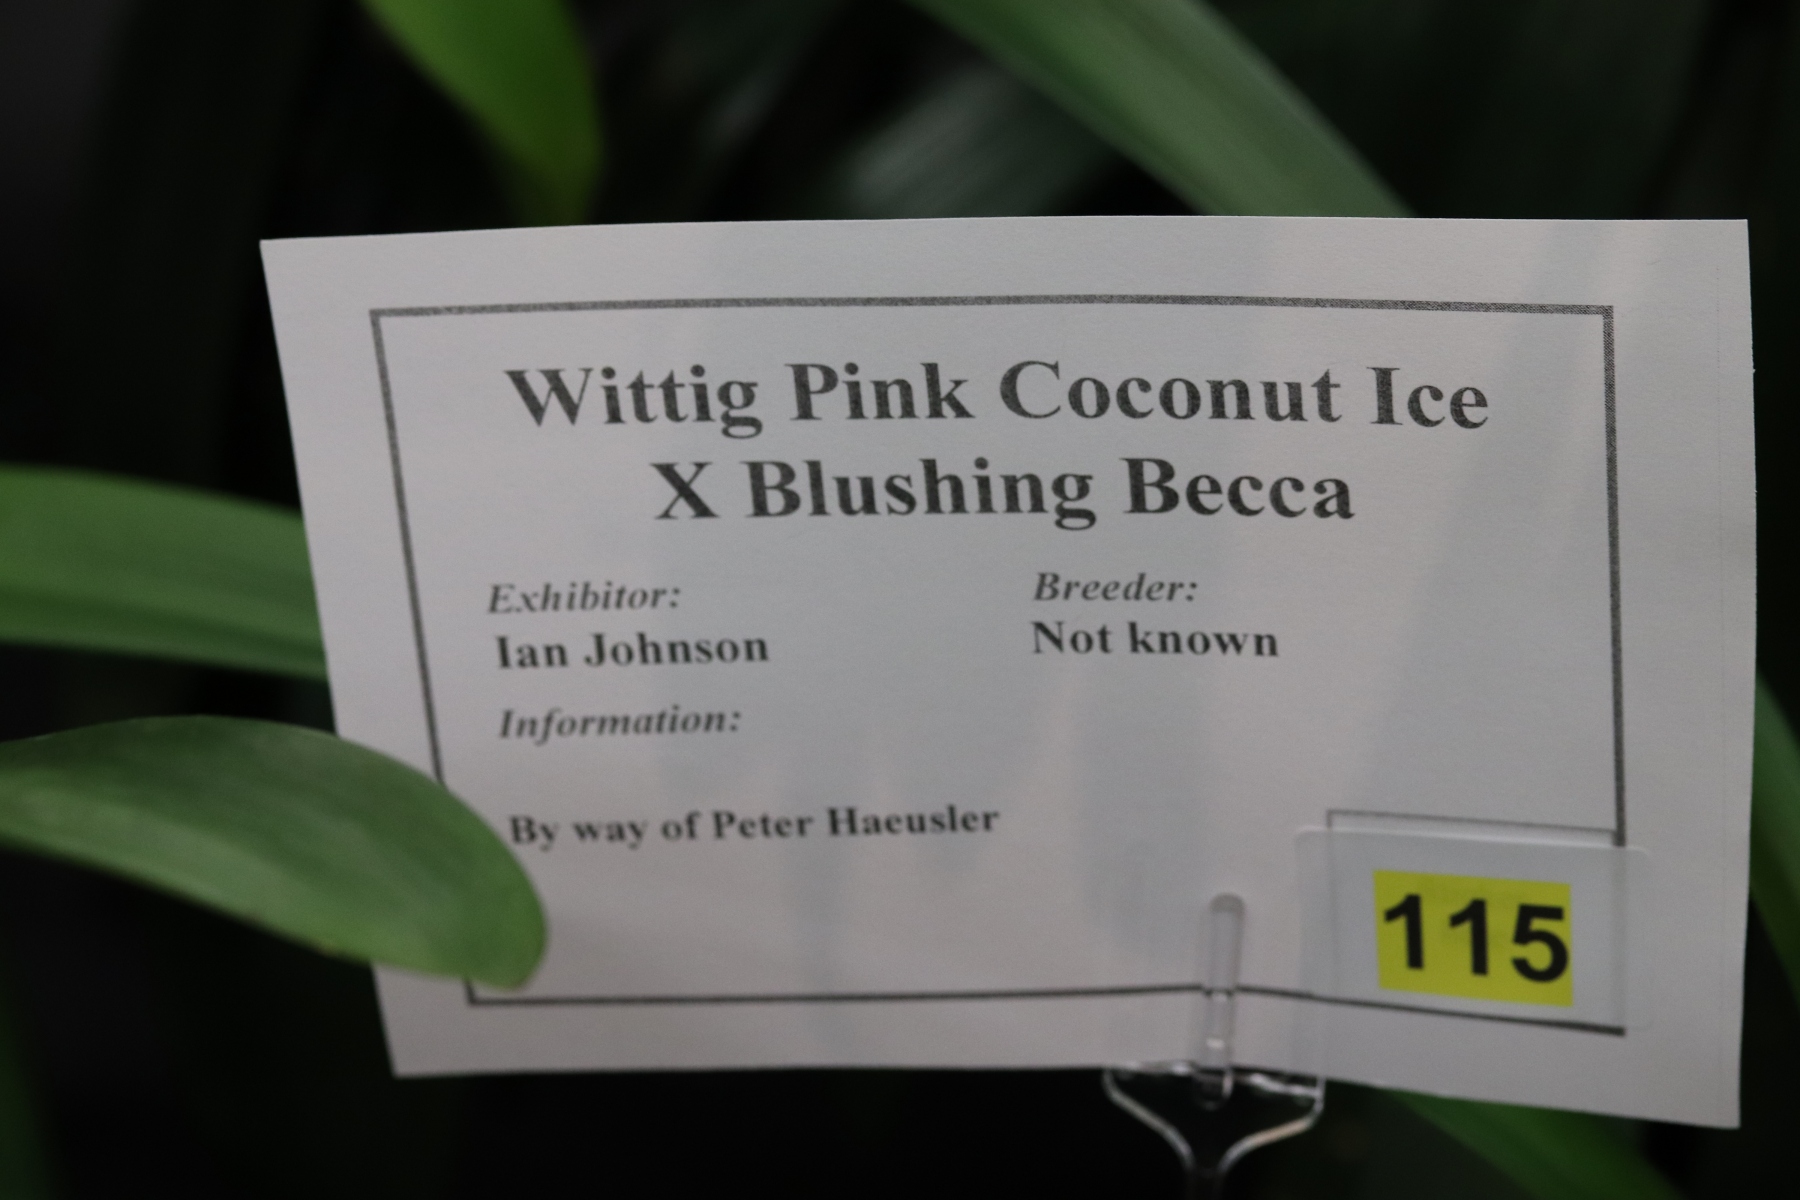 Wittig Pink Coconut Ice
X Blushing Becca
Exhibitor:
Ian Johnson
Breeder:
Not known
Information:
By way of Peter Haeusler
115